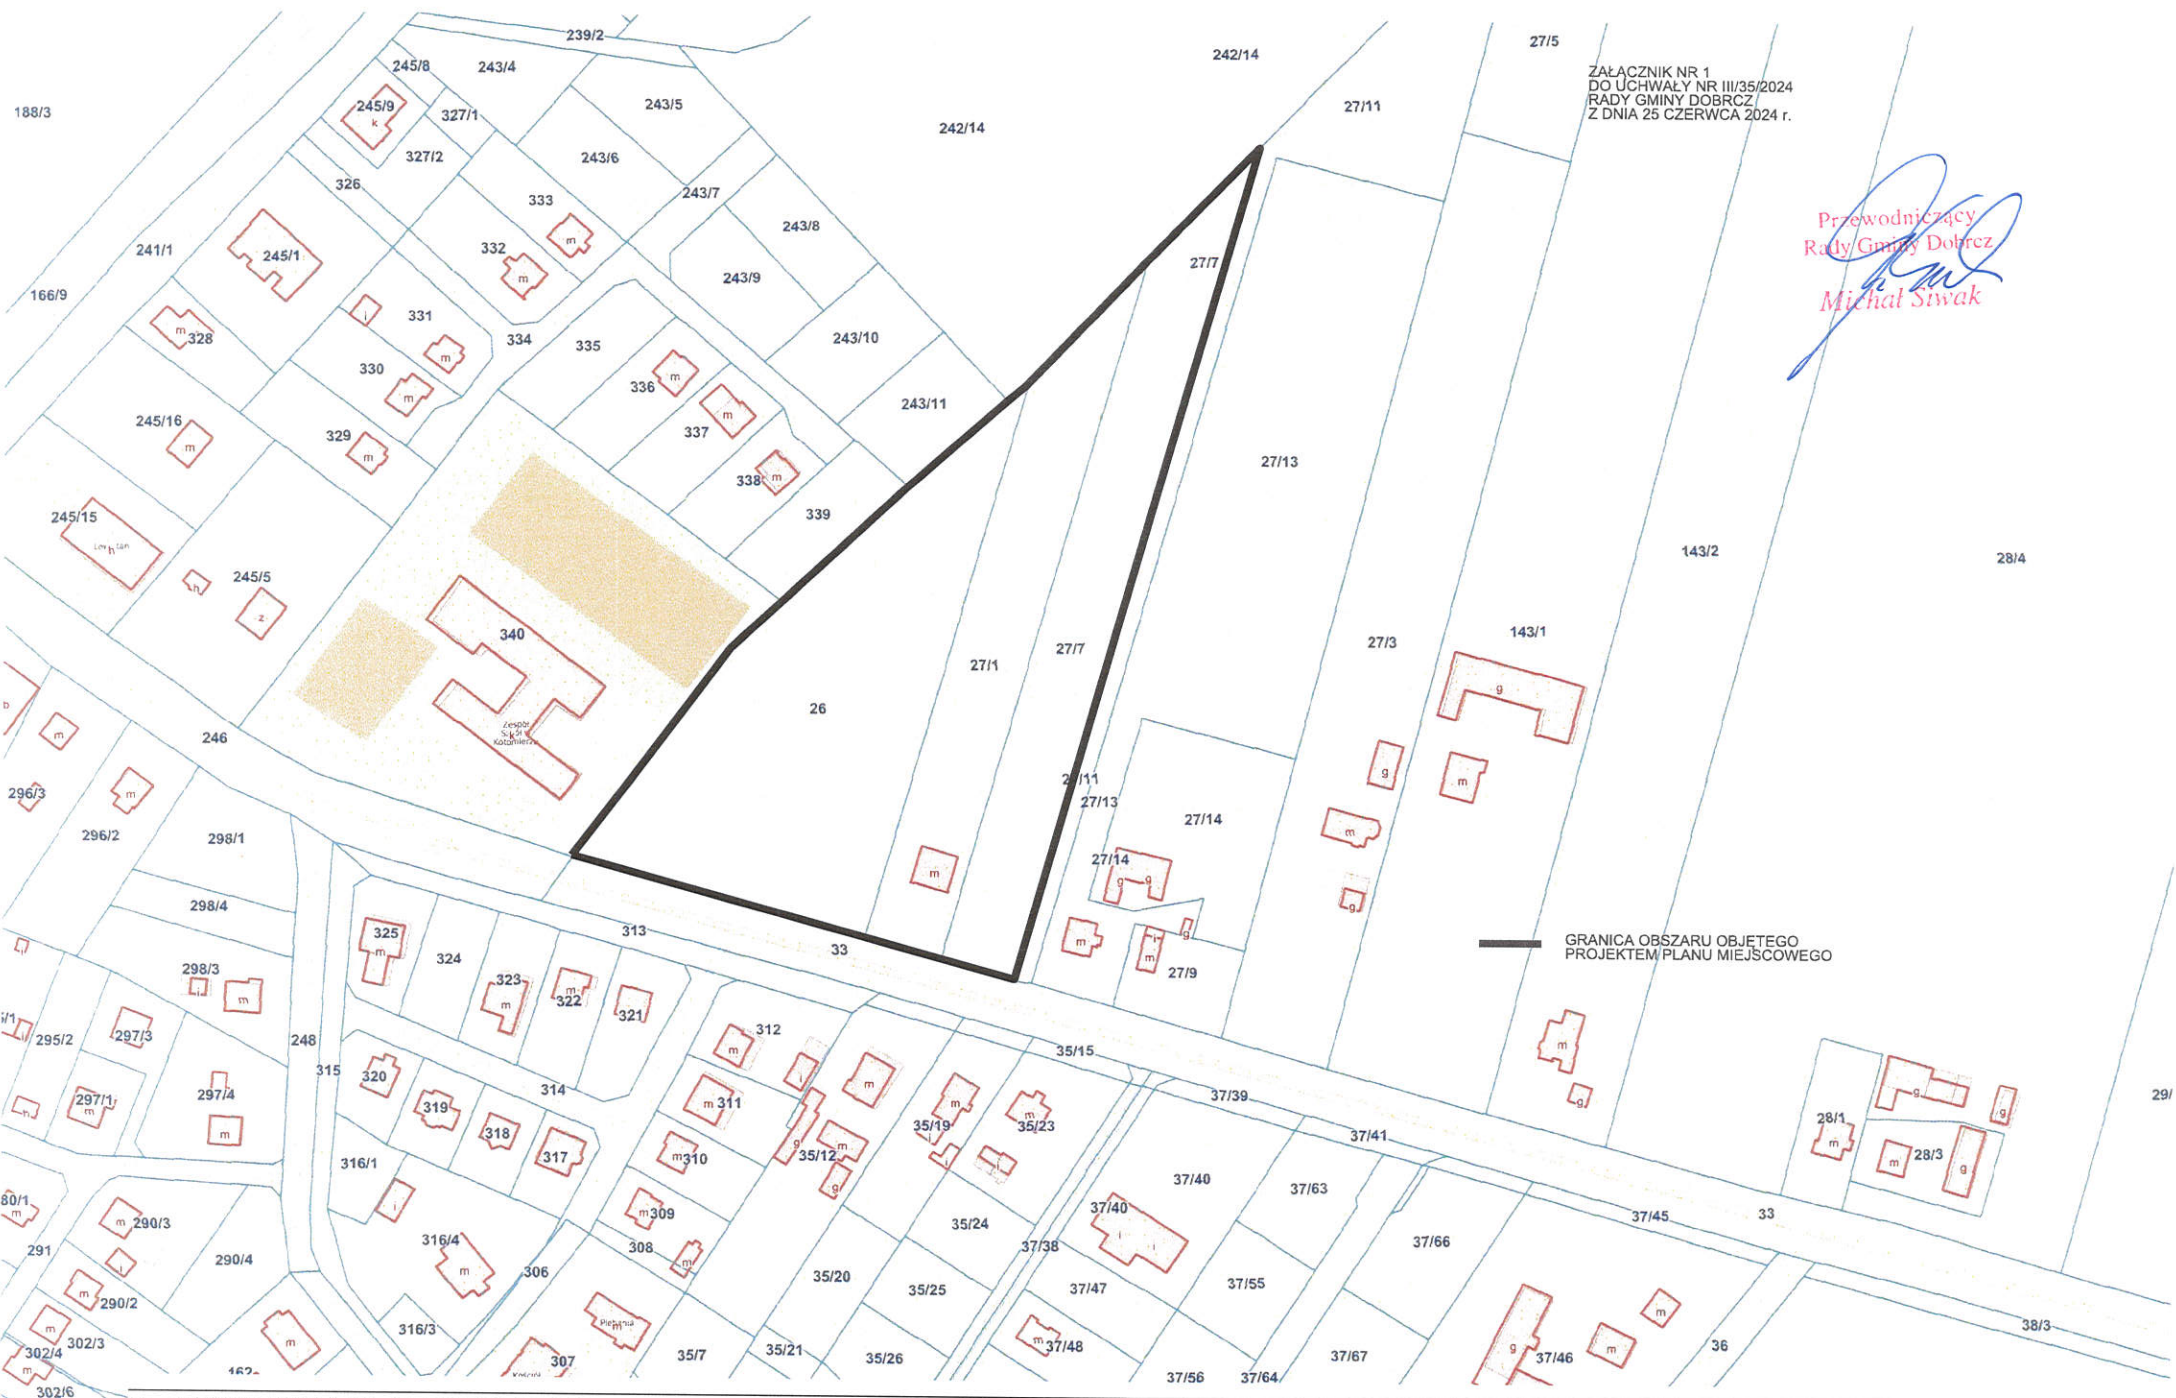 239/2
242/14
27/5
245/8
243/4
ZAŁĄCZNIK NR 1
DO UCHWAŁY NR III/35/2024
RADY GMINY DOBRCZ
Z DNIA 25 CZERWCA 2024 r.
188/3
245/9
k
327/1
243/5
242/14
27/11
327/2
243/6
326
243/7
333
Przewodniczący
Rady Gminy Dobrcz
Michał Siwak
241/1
245/1
332
m
m
243/8
27/7
166/9
243/9
328
m
i
331
334
335
243/10
330
m
m
336
m
243/11
245/16
m
329
m
337
m
27/13
338
m
245/15
h
339
143/2
28/4
h
245/5
z
340
27/1
27/7
27/3
143/1
g
26
Zespół
Szkół
k
246
m
b
296/3
m
/11
27/13
g
m
296/2
298/1
27/14
m
27/14
g
g
m
g
298/4
325
m
313
33
m
i
g
m
27/9
GRANICA OBSZARU OBJĘTEGO
PROJEKTEM PLANU MIEJSCOWEGO
324
298/3
i
m
323
m
m
322
321
312
m
295/2
297/3
248
315
320
314
i
m
35/15
m
g
297/1
m
297/4
m
319
318
317
m
311
m
35/19
m
35/23
37/39
28/1
m
g
g
29/
316/1
i
m
310
g
35/12
m
g
37/41
m
28/3
g
80/1
m
m
290/3
i
316/4
m
m
309
308
m
35/24
37/40
37/40
i
i
37/63
37/45
33
291
290/4
306
37/38
37/66
m
290/2
35/20
35/25
37/47
37/55
m
302/3
m
316/3
Plebania
m
m
37/48
m
38/3
302/4
m
307
35/7
35/21
35/26
37/67
g
37/46
m
36
302/6
Kościół
37/56
37/64